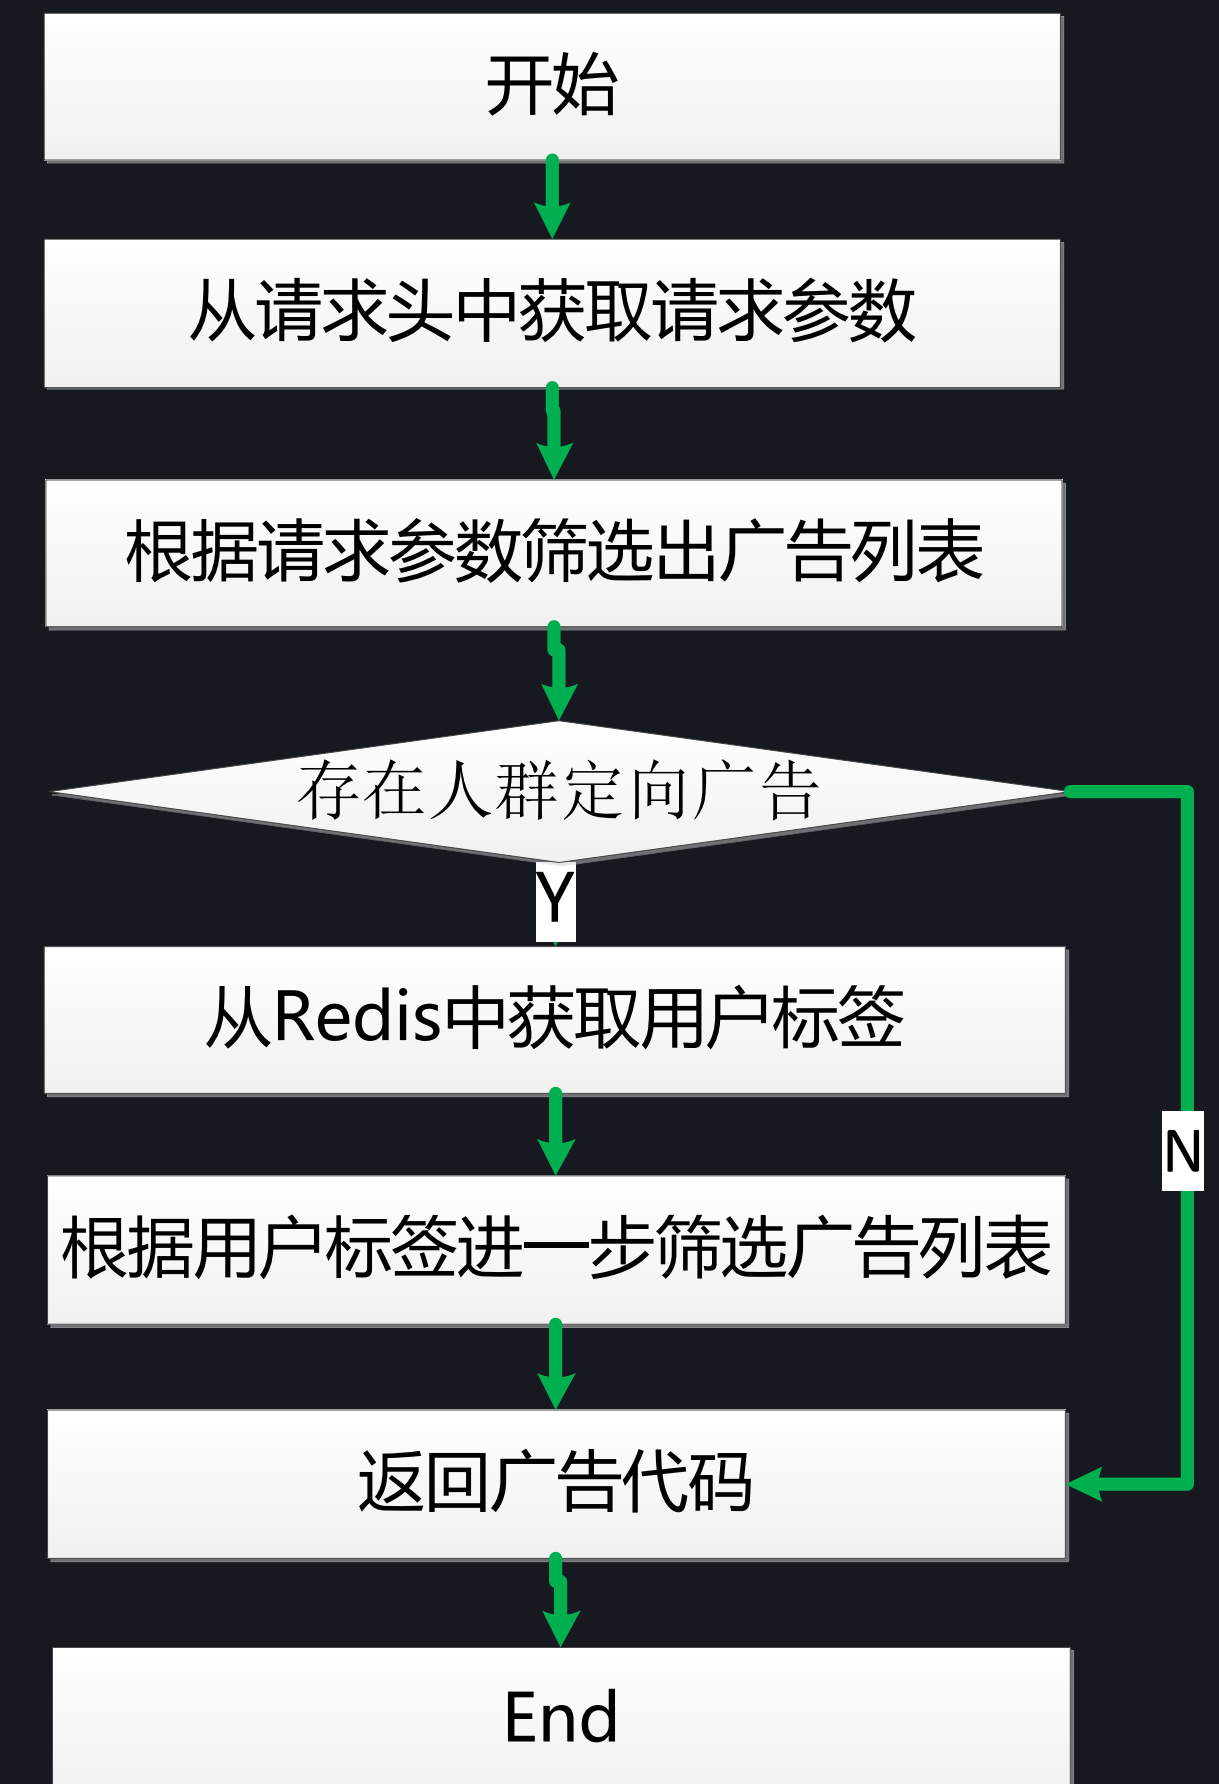 开始
从请求头中获取请求参数
根据请求参数筛选出广告列表
存在人群定向广告
Y
从Redis中获取用户标签
N
根据用户标签进一步筛选广告列表
返回广告代码
End